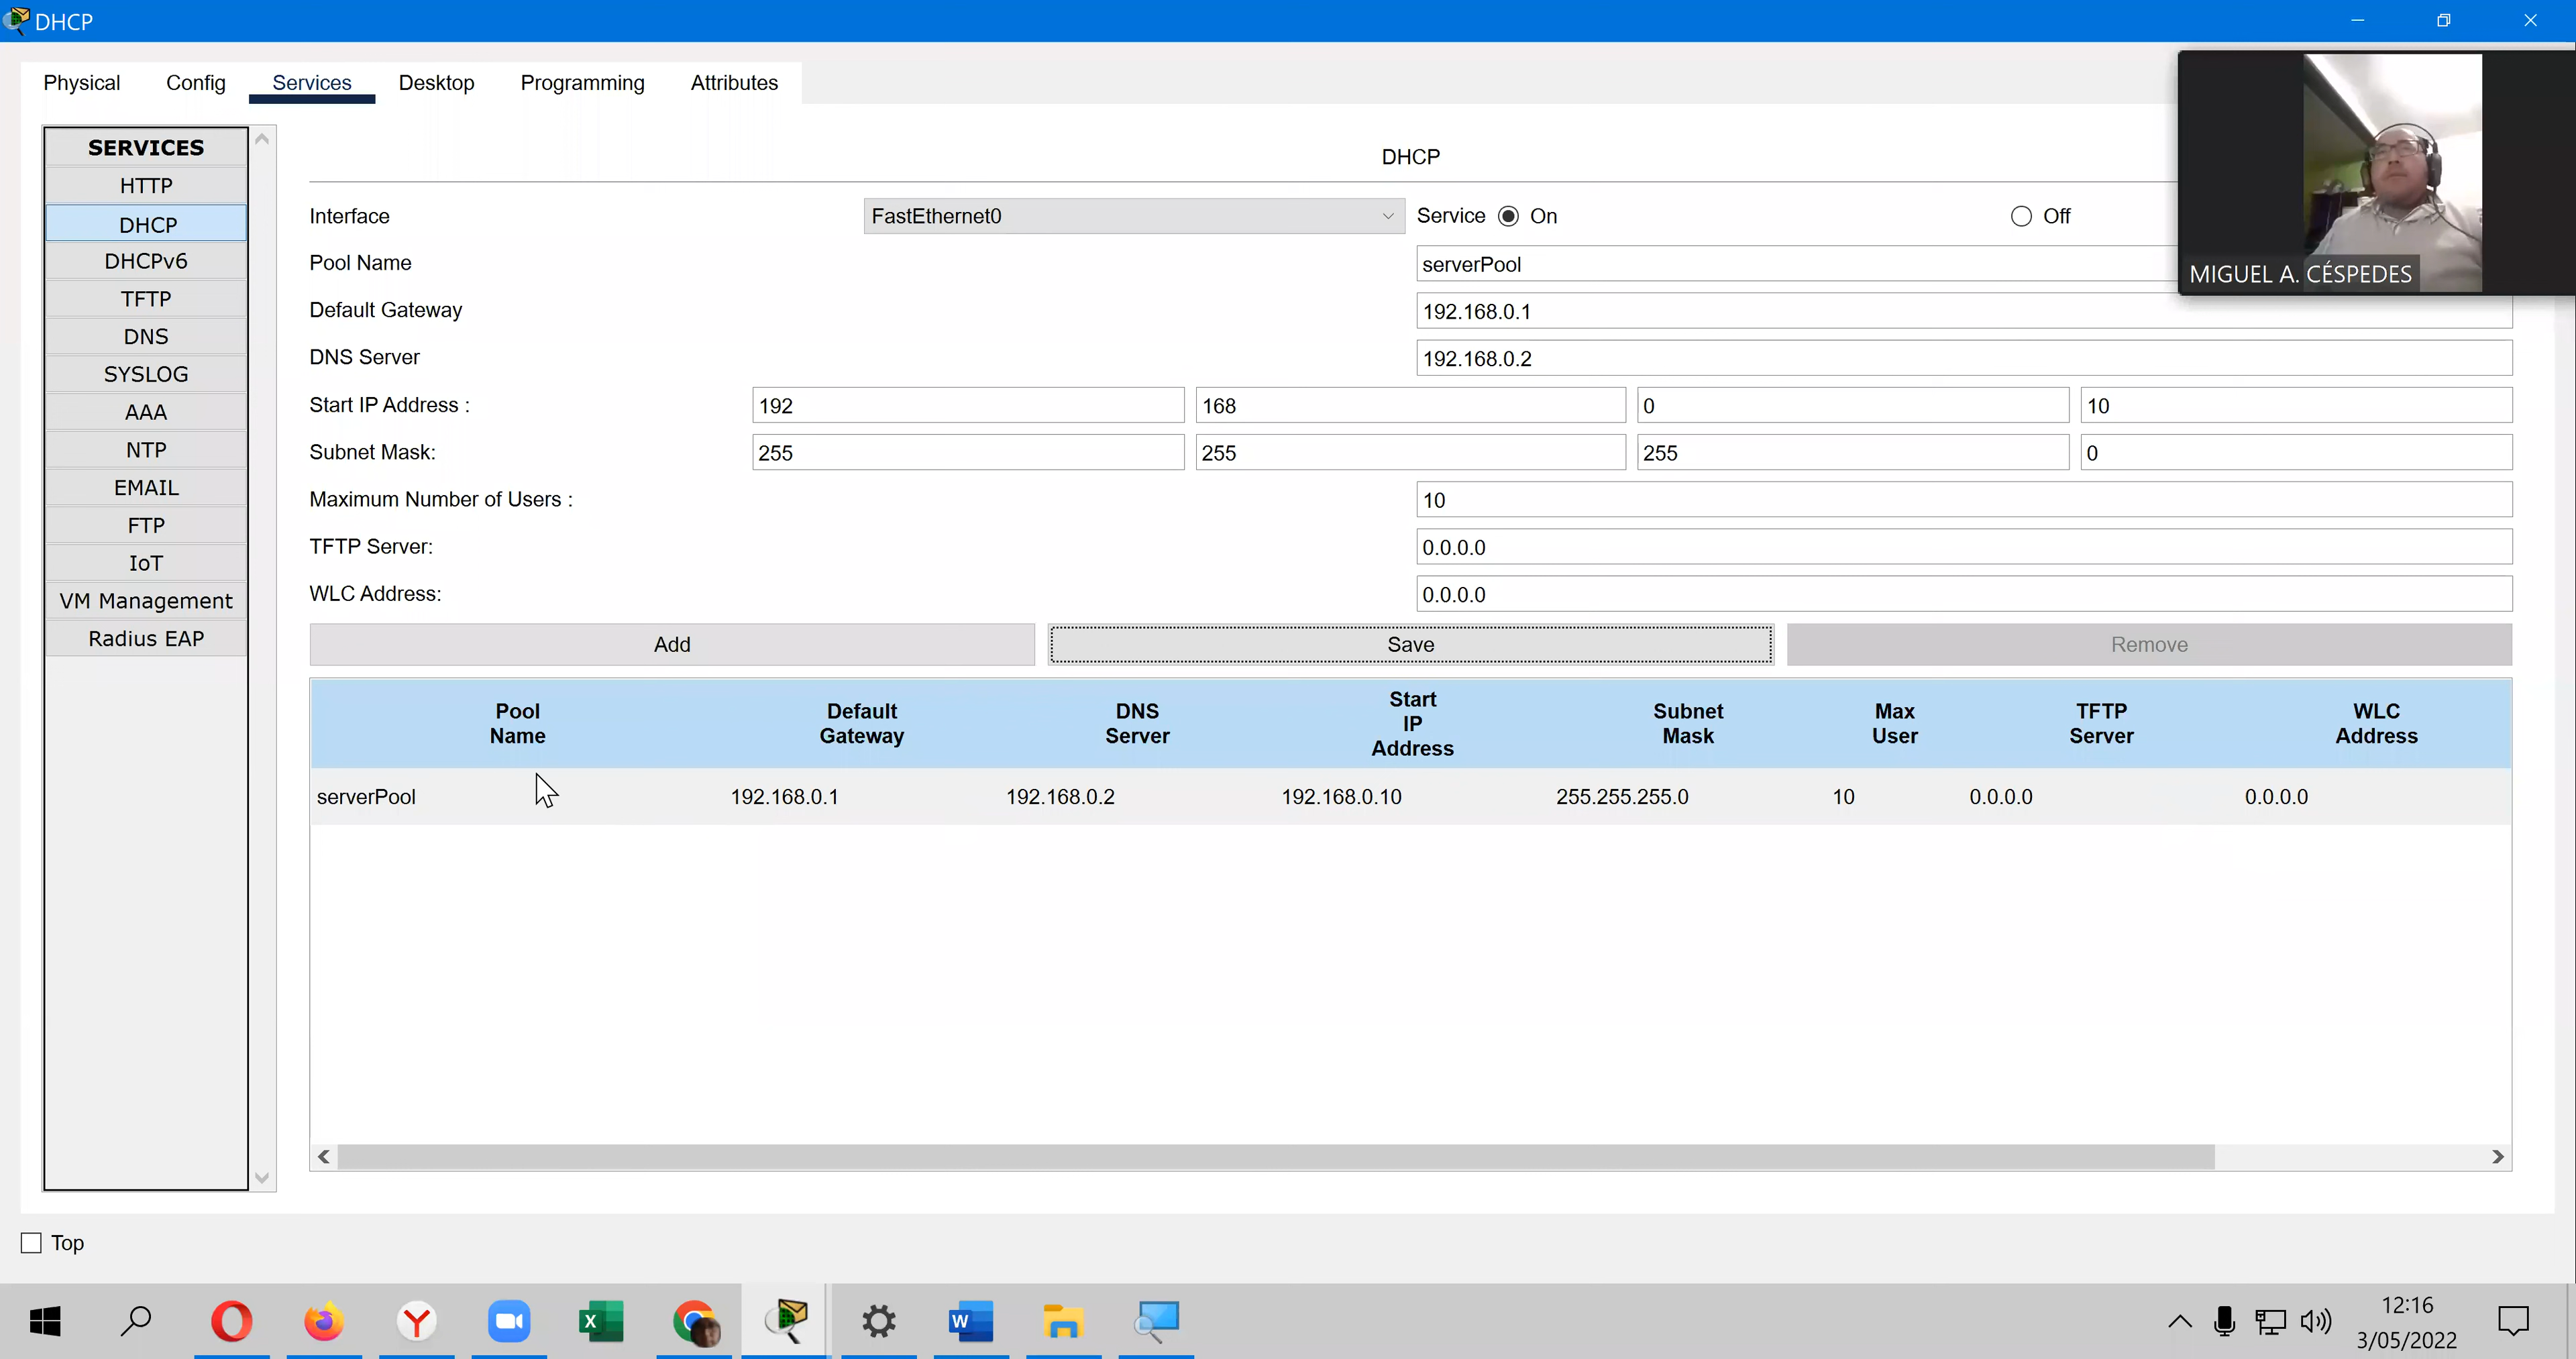 DHCP
Physical Config Services Desktop Programming Attributes
SERVICES
HTTP
DHCP
DHCPv6
TFTP
DNS
SYSLOG
AAA
NTP
EMAIL
FTP
IoT
VM Management
Radius EAP
DHCP
Interface FastEthernet0 Service On Off
Pool Name serverPool
Default Gateway 192.168.0.1
DNS Server 192.168.0.2
Start IP Address : 192 168 0 10
Subnet Mask: 255 255 255 0
Maximum Number of Users : 10
TFTP Server: 0.0.0.0
WLC Address: 0.0.0.0
Add Save Remove
Pool Name Default Gateway DNS Server Start IP Address Subnet Mask Max User TFTP Server WLC Address
serverPool 192.168.0.1 192.168.0.2 192.168.0.10 255.255.255.0 10 0.0.0.0 0.0.0.0
MIGUEL A. CÉSPEDES
Top
12:16
3/05/2022